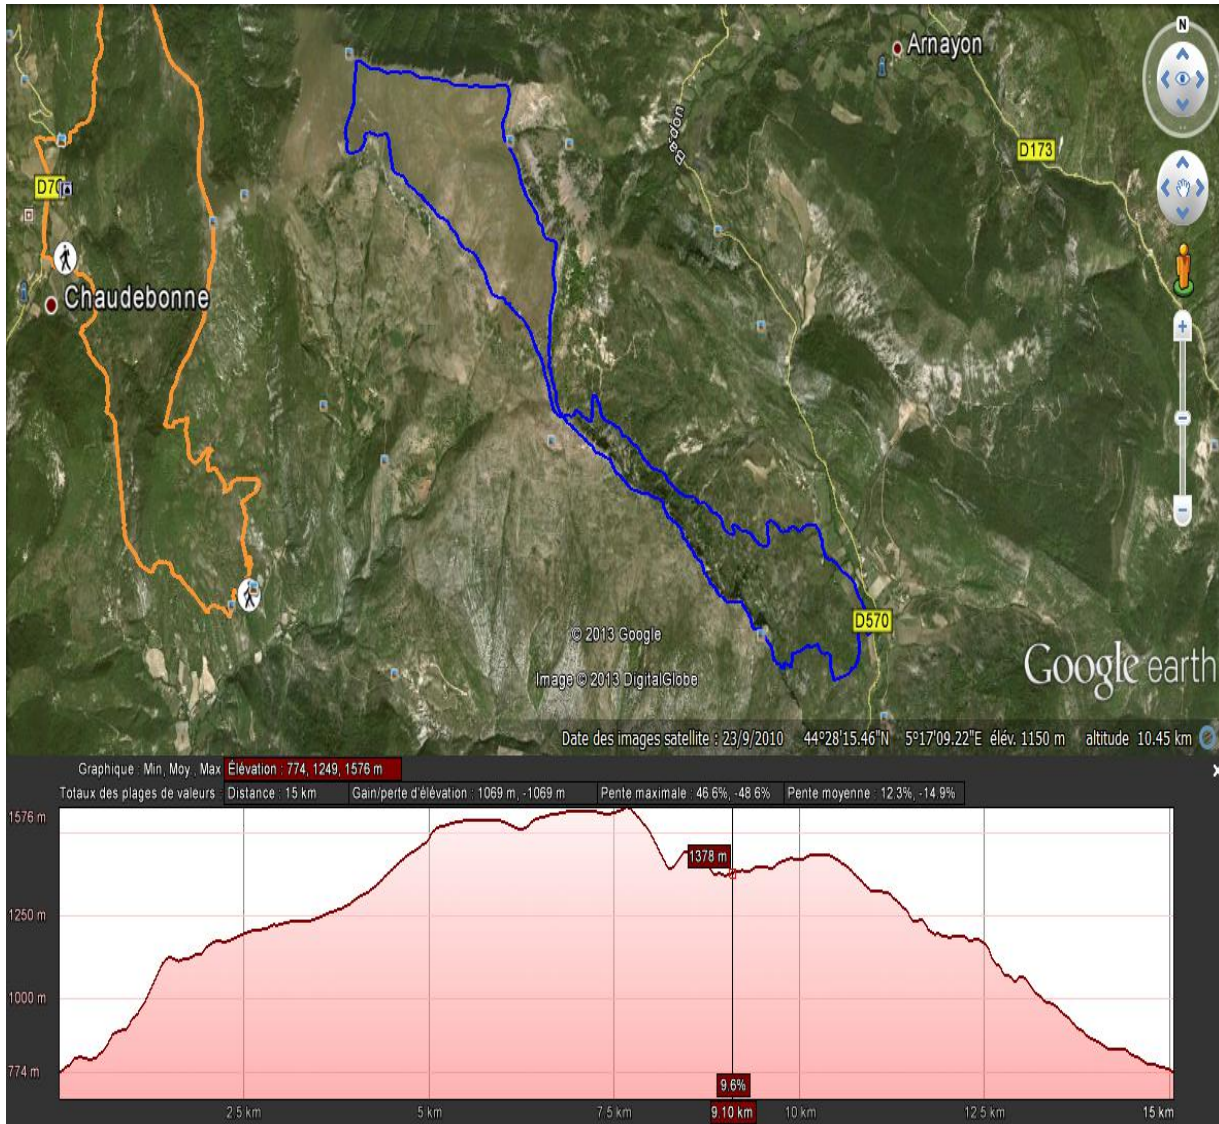 N
Arnayon
Bédon
D173
D70
Chaudebonne
D570
© 2013 Google
Image © 2013 DigitalGlobe
Google earth
Date des images satellite : 23/9/2010 44°28'15.46"N 5°17'09.22"E élév. 1150 m altitude 10.45 km
Graphique : Min, Moy., Max Élévation : 774, 1249, 1576 m
Totaux des plages de valeurs : Distance : 15 km Gain/perte d'élévation : 1069 m, -1069 m Pente maximale : 46.6%, -48.6% Pente moyenne : 12.3%, -14.9%
1576 m
1378 m
1250 m
1000 m
774 m
9.6%
2.5 km 5 km 7.5 km 9.10 km 10 km 12.5 km 15 km